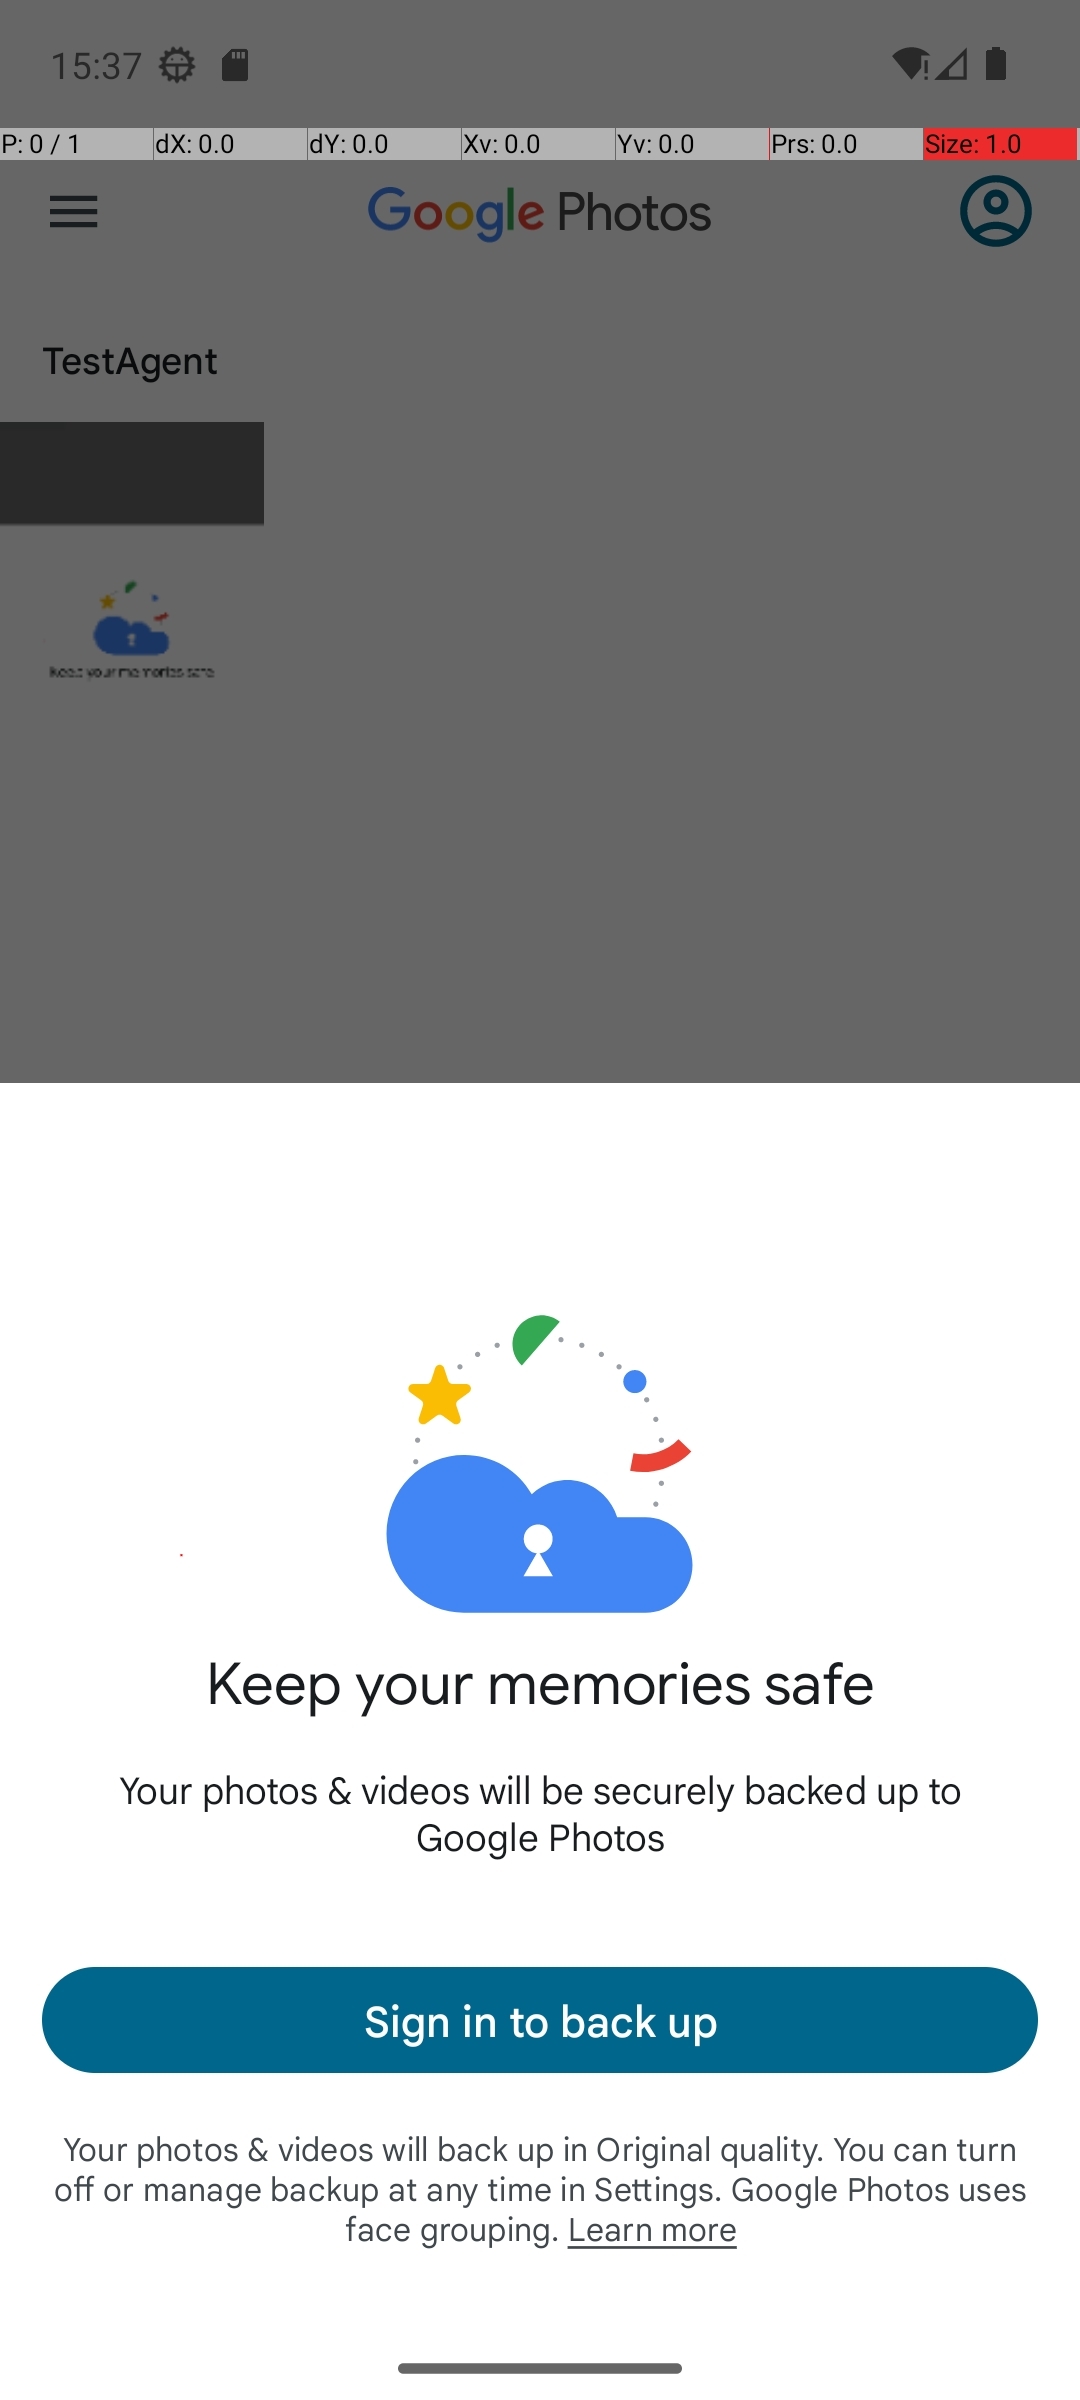 15:37
P: 0 / 1 dX: 0.0 dY: 0.0 Xv: 0.0 Yv: 0.0 Prs: 0.0 Size: 1.0
Google Photos
TestAgent
Keep your memories safe
Keep your memories safe
Your photos & videos will be securely backed up to
Google Photos
Sign in to back up
Your photos & videos will back up in Original quality. You can turn
off or manage backup at any time in Settings. Google Photos uses
face grouping. Learn more